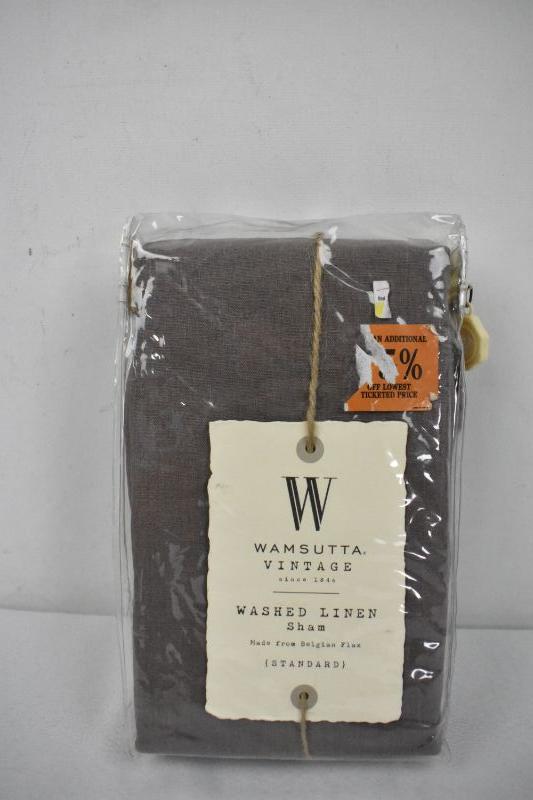 AN ADDITIONAL
%
OFF LOWEST
TICKETED PRICE
W
WAMSUTTA®
VINTAGE
since 1846
WASHED LINEN
Sham
Made from Belgian Flax
{STANDARD}